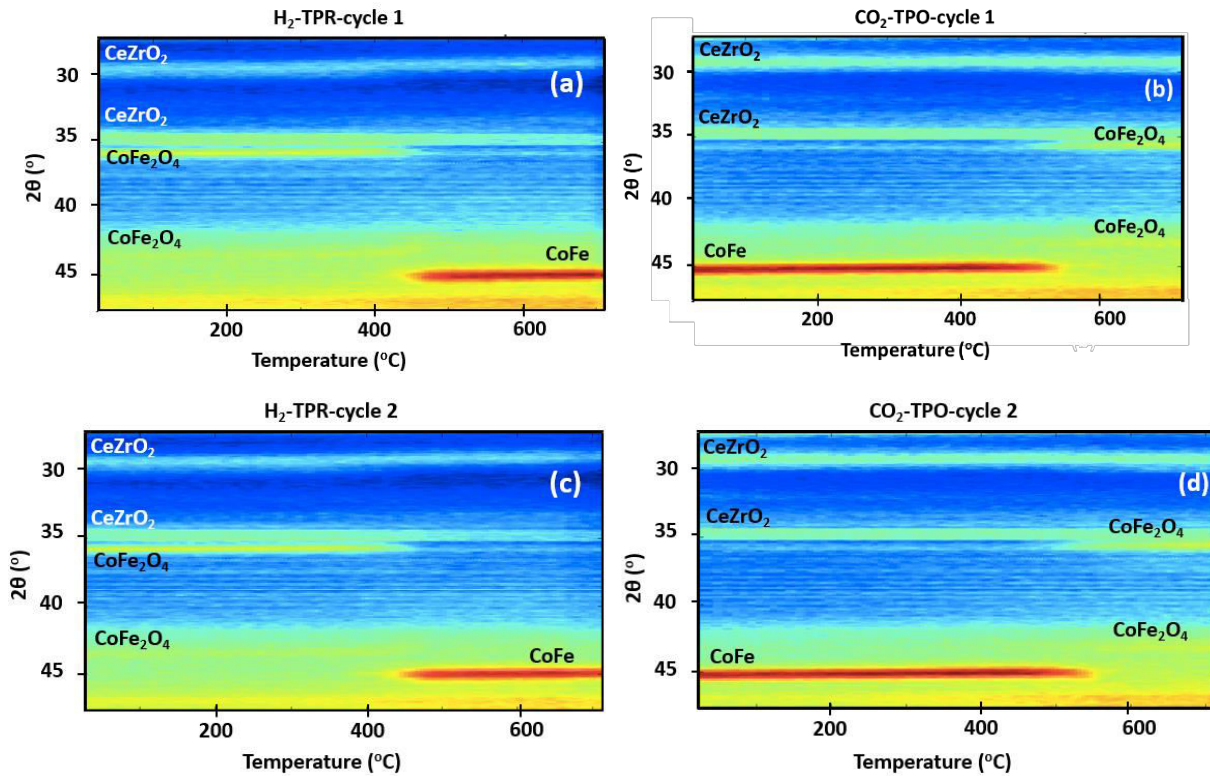 H₂-TPR-cycle 1
CeZrO₂
(a)
CeZrO₂
CoFe₂O₄
CoFe₂O₄
CoFe
30
35
40
45
2θ (°)
200
400
600
Temperature (°C)
CO₂-TPO-cycle 1
CeZrO₂
(b)
CeZrO₂
CoFe₂O₄
CoFe₂O₄
CoFe
30
35
40
45
2θ (°)
200
400
600
Temperature (°C)
H₂-TPR-cycle 2
CeZrO₂
(c)
CeZrO₂
CoFe₂O₄
CoFe₂O₄
CoFe
30
35
40
45
2θ (°)
200
400
600
Temperature (°C)
CO₂-TPO-cycle 2
CeZrO₂
(d)
CeZrO₂
CoFe₂O₄
CoFe₂O₄
CoFe
30
35
40
45
2θ (°)
200
400
600
Temperature (°C)